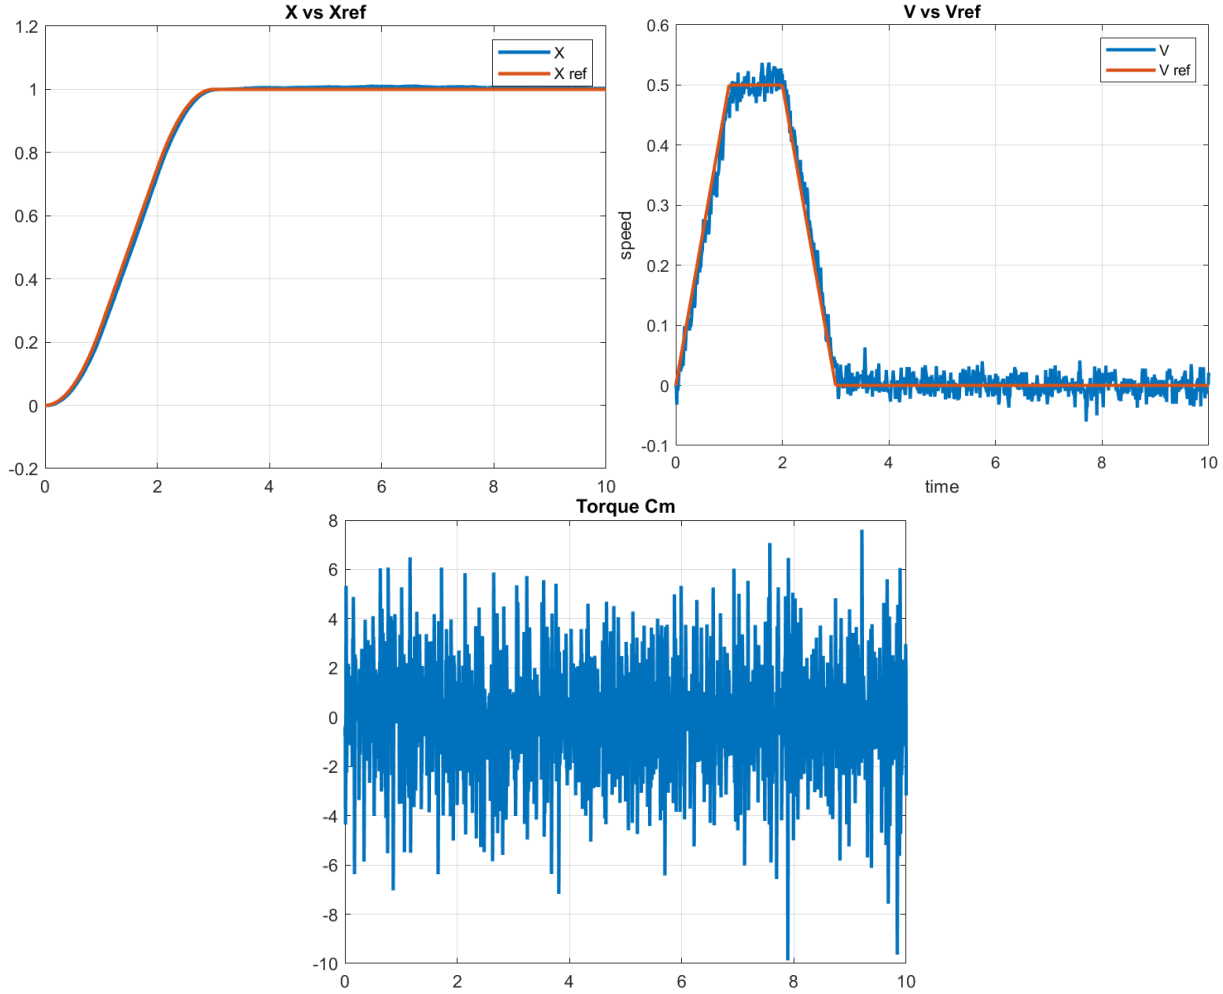 X vs Xref
1.2
1
0.8
0.6
0.4
0.2
0
-0.2
0 2 4 6 8 10
X
X ref
V vs Vref
0.6
0.5
0.4
0.3
0.2
0.1
0
-0.1
speed
0 2 4 6 8 10
time
V
V ref
Torque Cm
8
6
4
2
0
-2
-4
-6
-8
-10
0 2 4 6 8 10